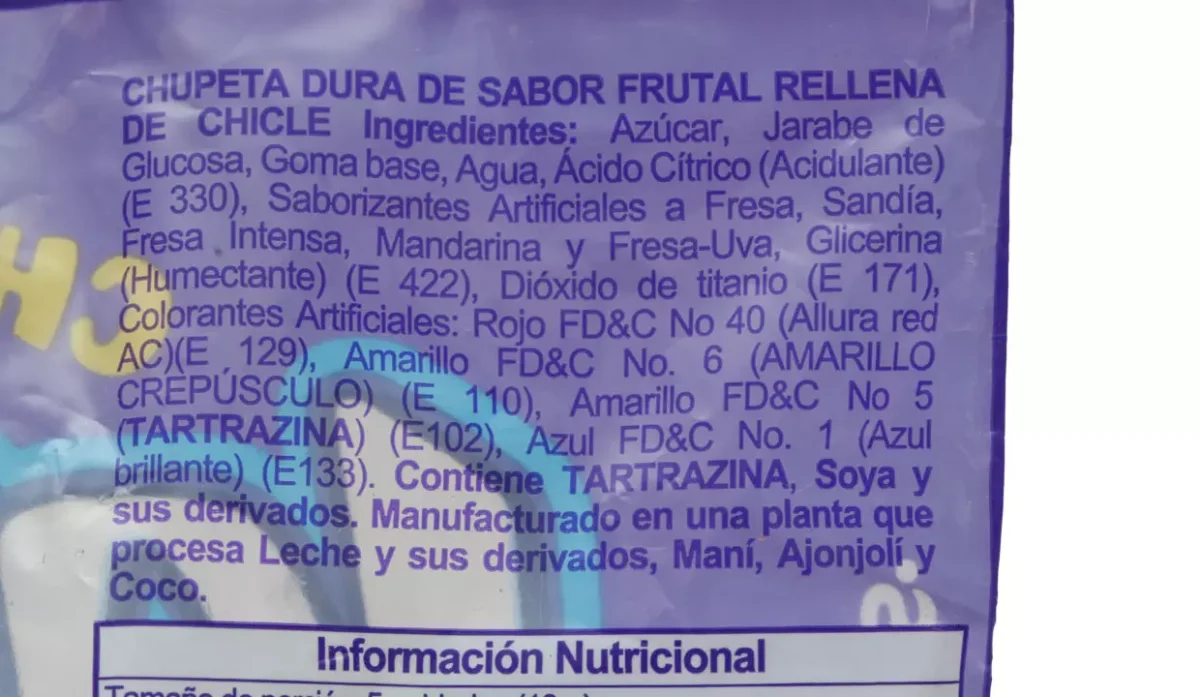 CHUPETA DURA DE SABOR FRUTAL RELLENA
DE CHICLE Ingredientes: Azúcar, Jarabe de
Glucosa, Goma base, Agua, Ácido Cítrico (Acidulante)
(E 330), Saborizantes Artificiales a Fresa, Sandía,
Fresa Intensa, Mandarina y Fresa-Uva, Glicerina
(Humectante) (E 422), Dióxido de titanio (E 171),
Colorantes Artificiales: Rojo FD&C No 40 (Allura red
AC)(E 129), Amarillo FD&C No. 6 (AMARILLO
CREPÚSCULO) (E 110), Amarillo FD&C No 5
(TARTRAZINA) (E102), Azul FD&C No. 1 (Azul
brillante) (E133). Contiene TARTRAZINA, Soya y
sus derivados. Manufacturado en una planta que
procesa Leche y sus derivados, Maní, Ajonjolí y
Coco.
Información Nutricional